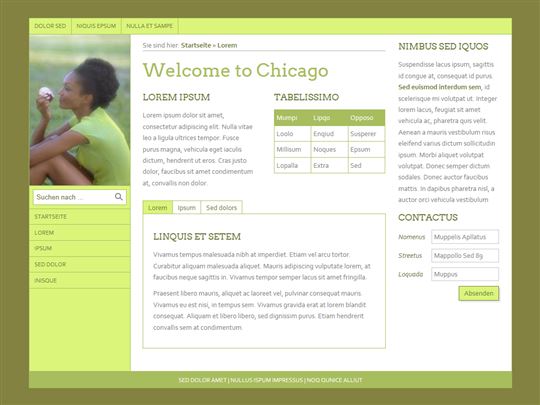 DOLOR SED
NIQUIS EPSUM
NULLA ET SAMPE
Suchen nach ...
STARTSEITE
LOREM
IPSUM
SED DOLOR
INISQUE
Sie sind hier: Startseite » Lorem
Welcome to Chicago
LOREM IPSUM
Lorem ipsum dolor sit amet,
consectetur adipiscing elit. Nulla vitae
leo a ligula ultrices tempor. Fusce
purus magna, vehicula eget iaculis
dictum, hendrerit ut eros. Cras justo
dolor, faucibus sit amet condimentum
at, convallis non dolor.
TABELISSIMO
Mumpi Lipqo Opposo
Loolo Enqiud Susperer
Millisum Noques Epsum
Lopalla Extra Sed
Lorem
Ipsum
Sed dolors
LINQUIS ET SETEM
Vivamus tempus malesuada nibh at imperdiet. Etiam vel arcu tortor.
Curabitur aliquam malesuada aliquet. Mauris adipiscing vulputate lorem, at
faucibus neque sagittis in. Vivamus tempor semper lacus sit amet fringilla.
Praesent libero mauris, aliquet ac laoreet vel, pulvinar consequat mauris.
Vivamus eu est nisi, in tempus sem. Vivamus gravida erat at lorem blandit
consequat. Aliquam et libero libero, sed dignissim purus. Etiam hendrerit
convallis sem at condimentum.
NIMBUS SED IQUOS
Suspendisse lacus ipsum, sagittis
id congue at, consequat id purus.
Sed euismod interdum sem, id
scelerisque mi volutpat ut. Integer
lorem lacus, feugiat sit amet
vehicula ac, pharetra quis velit.
Aenean a mauris vestibulum risus
eleifend varius dictum sollicitudin
ipsum. Morbi aliquet volutpat
volutpat. Donec semper dictum
sodales. Donec auctor faucibus
mattis. In dapibus pharetra nisl, a
auctor orci vehicula vestibulum
CONTACTUS
Nomenus Muppelis Apllatus
Streetus Mappollo Sed 89
Loquada Muppus
Absenden
SED DOLOR AMET | NULLUS ISPUM IMPRESSUS | NOQ QUNICE ALLIUT